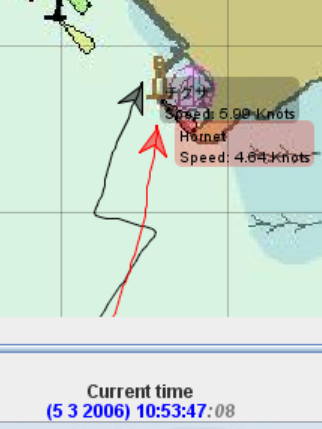 チグサ
Speed: 5.99 Knots
Hornet
Speed: 4.64 Knots
Current time
(5 3 2006) 10:53:47:08